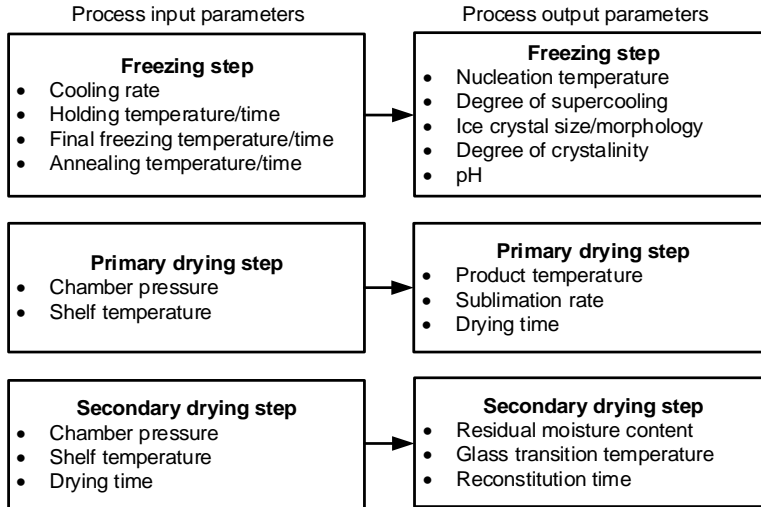 Process input parameters
Process output parameters
Freezing step
• Cooling rate
• Holding temperature/time
• Final freezing temperature/time
• Annealing temperature/time
Freezing step
• Nucleation temperature
• Degree of supercooling
• Ice crystal size/morphology
• Degree of crystalinity
• pH
Primary drying step
• Chamber pressure
• Shelf temperature
Primary drying step
• Product temperature
• Sublimation rate
• Drying time
Secondary drying step
• Chamber pressure
• Shelf temperature
• Drying time
Secondary drying step
• Residual moisture content
• Glass transition temperature
• Reconstitution time